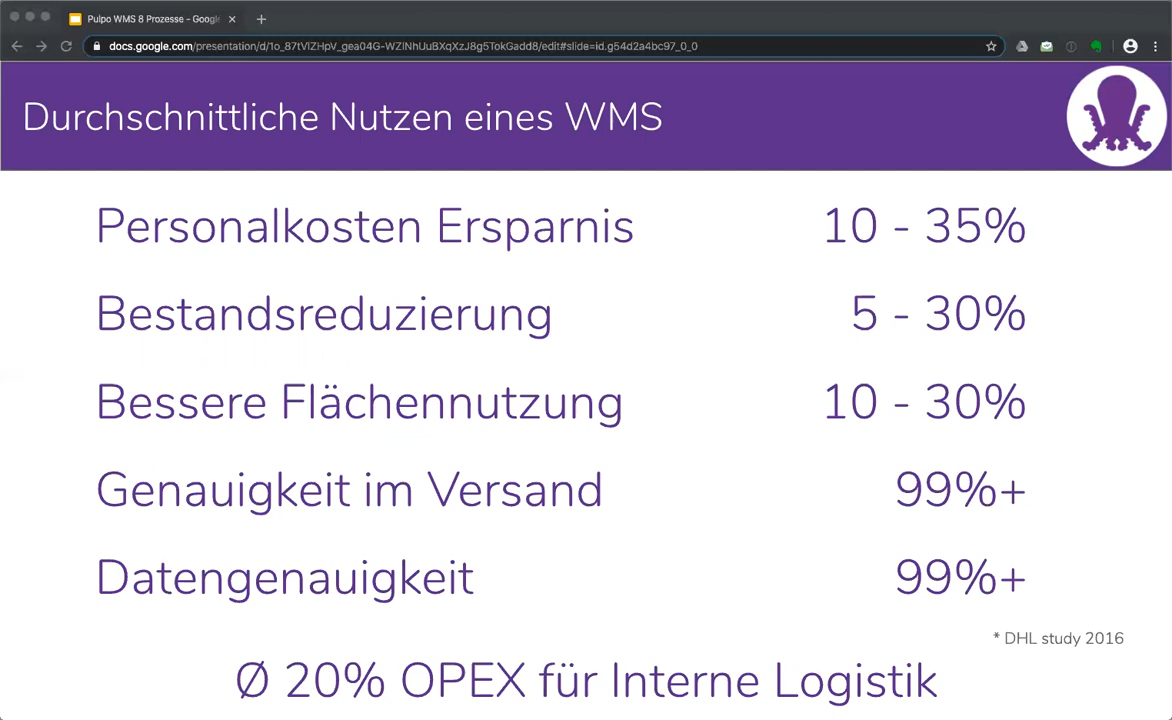 Pulpo WMS 8 Prozesse - Googl
docs.google.com/presentation/d/1o_87tVlZHpV_gea04G-WZlNhUuBXqXzJ8g5TokGadd8/edit#slide=id.g54d2a4bc97_0_0
Durchschnittliche Nutzen eines WMS
Personalkosten Ersparnis 10 - 35%
Bestandsreduzierung 5 - 30%
Bessere Flächennutzung 10 - 30%
Genauigkeit im Versand 99%+
Datengenauigkeit 99%+
* DHL study 2016
Ø 20% OPEX für Interne Logistik